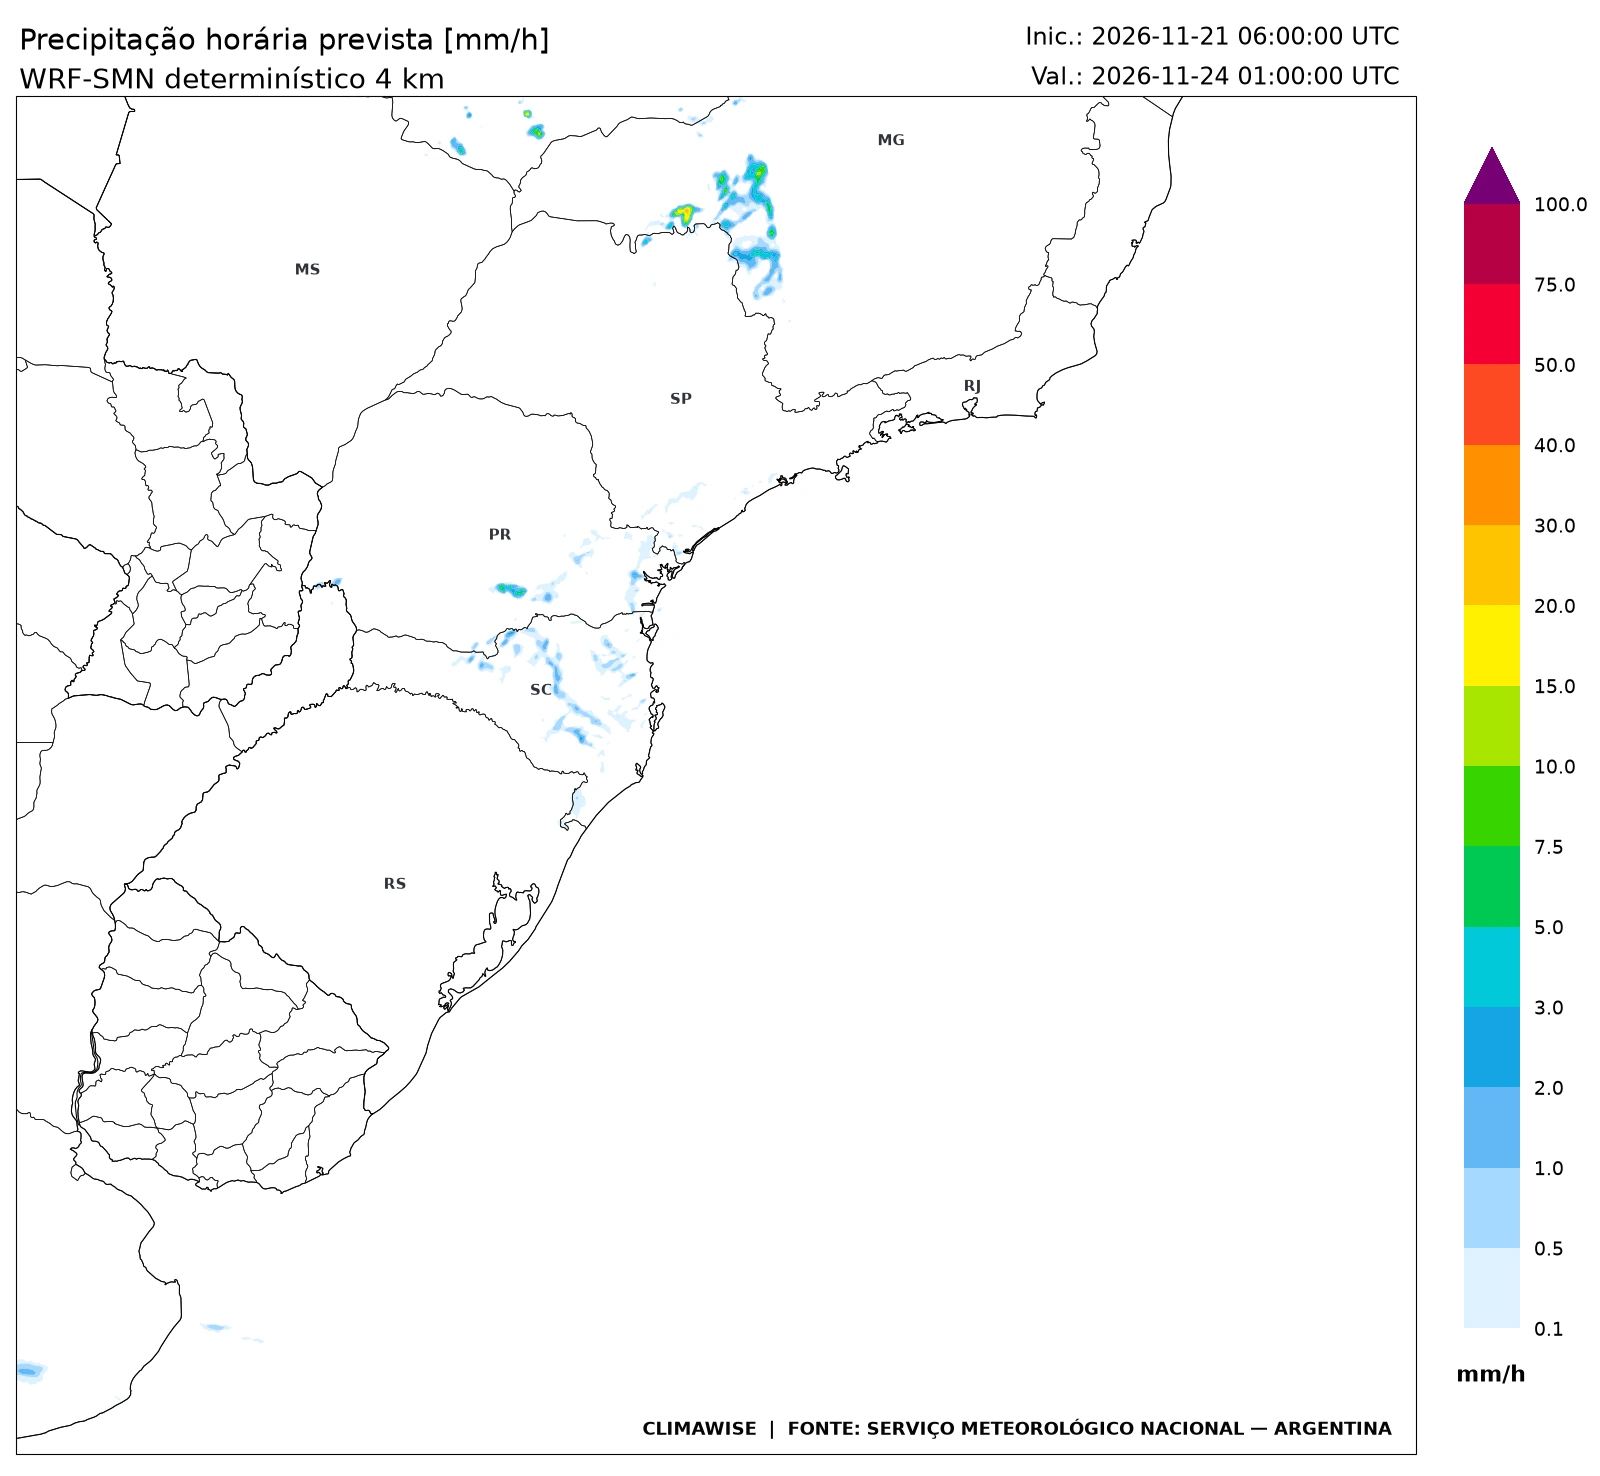 Precipitação horária prevista [mm/h]
WRF-SMN determinístico 4 km
Inic.: 2026-11-21 06:00:00 UTC
Val.: 2026-11-24 01:00:00 UTC
MG
MS
RJ
SP
PR
SC
RS
100.0
75.0
50.0
40.0
30.0
20.0
15.0
10.0
7.5
5.0
3.0
2.0
1.0
0.5
0.1
mm/h
CLIMAWISE | FONTE: SERVIÇO METEOROLÓGICO NACIONAL — ARGENTINA